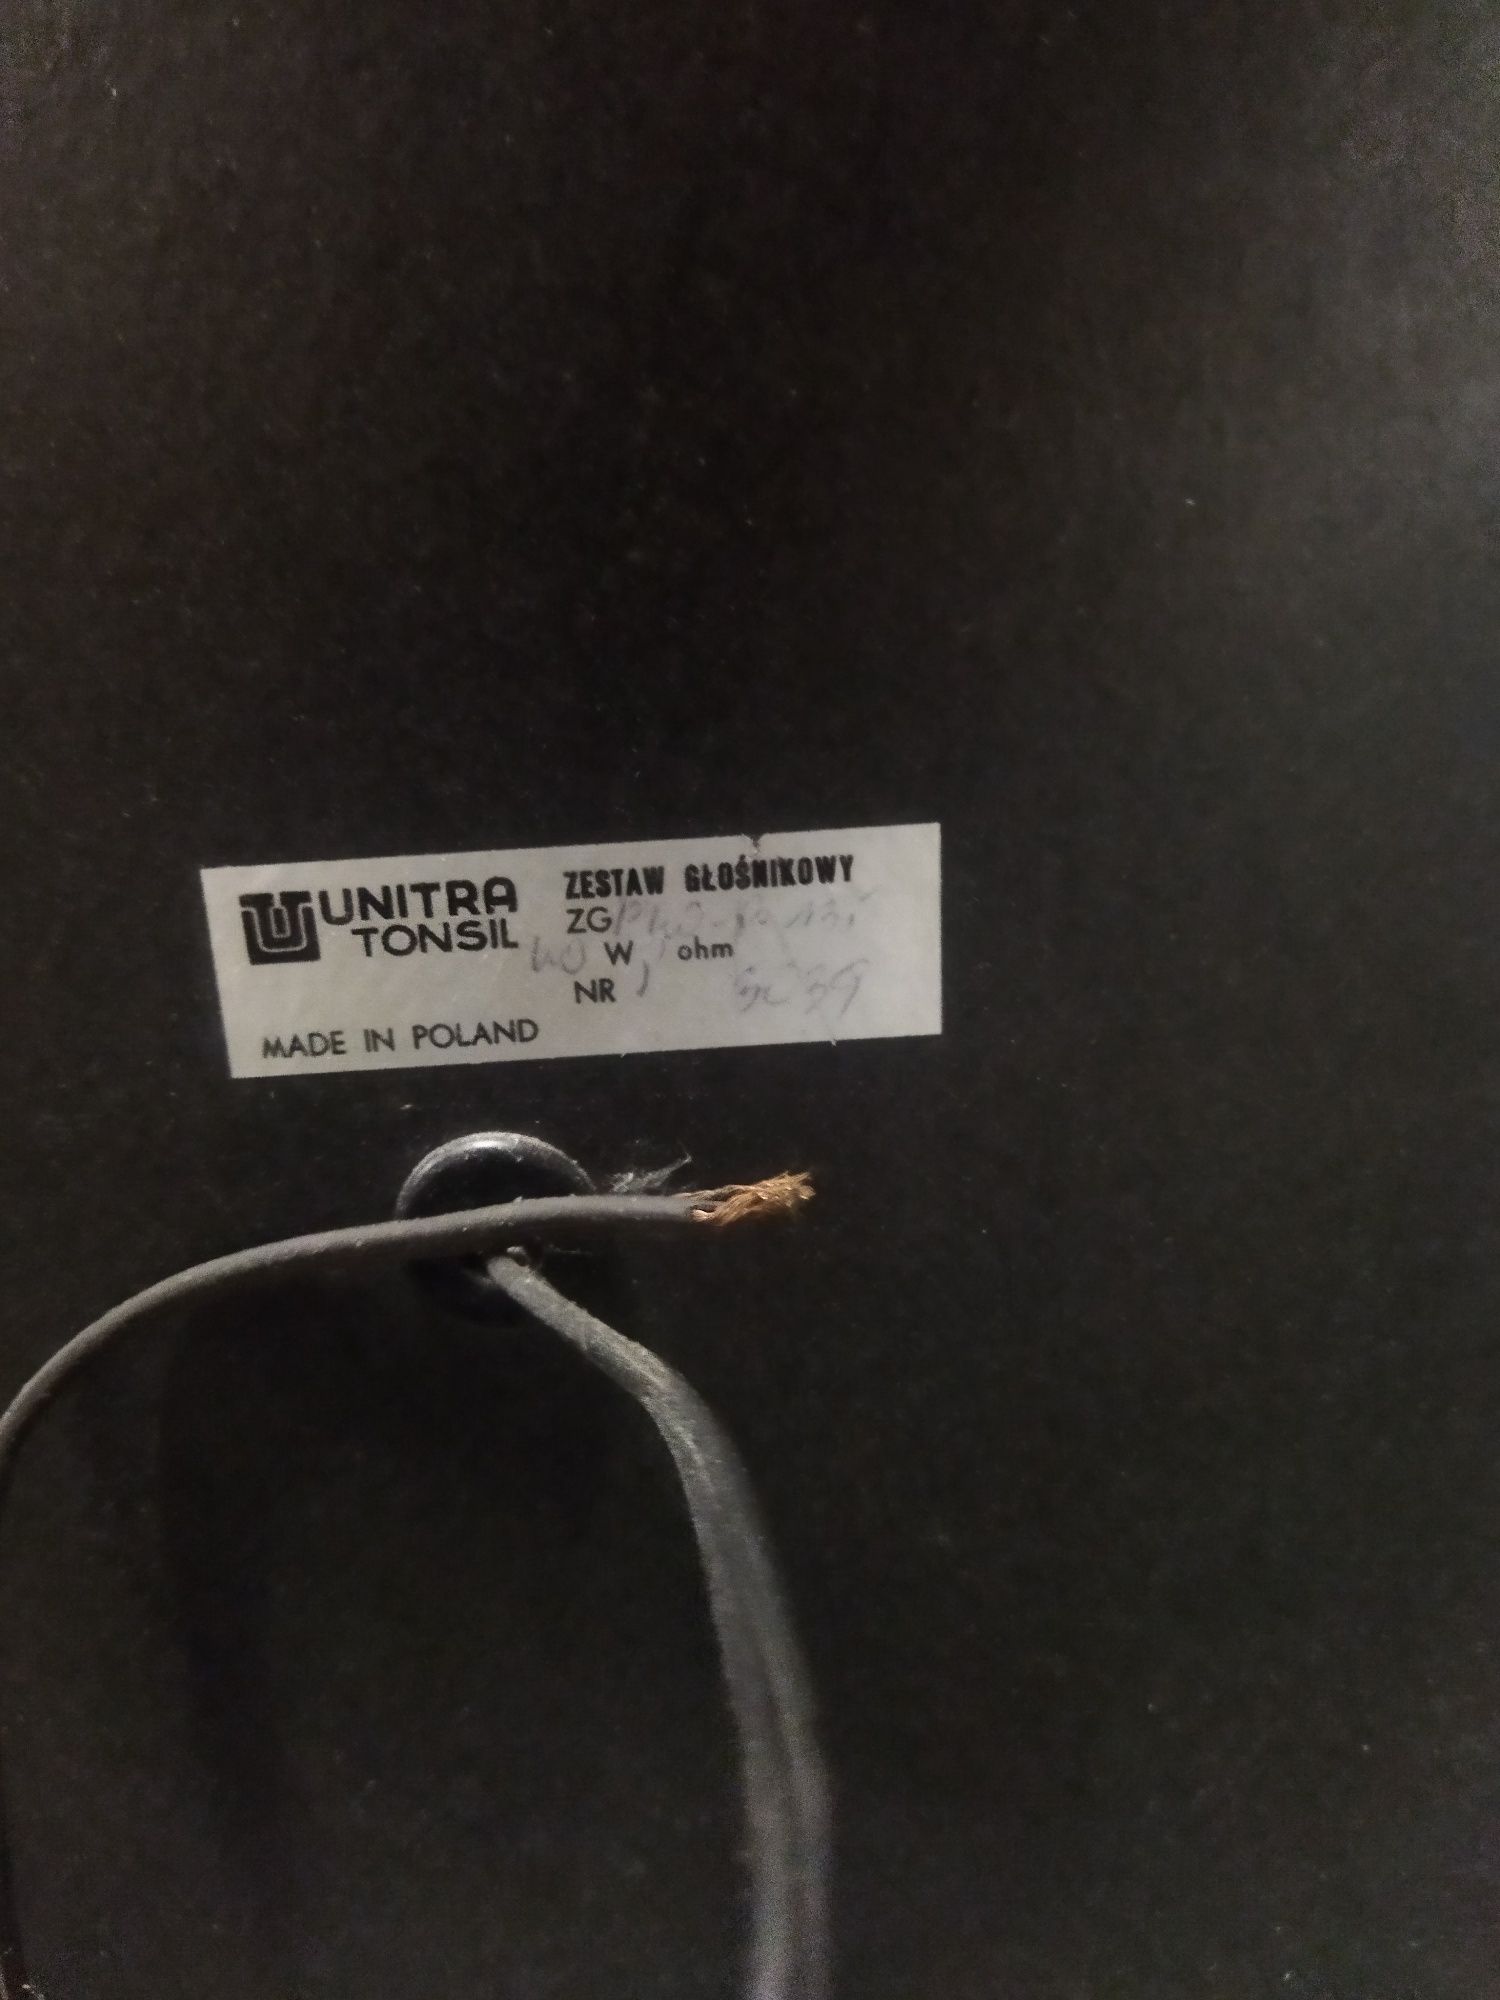 UNITRA
TONSIL
ZESTAW GŁOŚNIKOWY
ZG
W ohm
NR
MADE IN POLAND